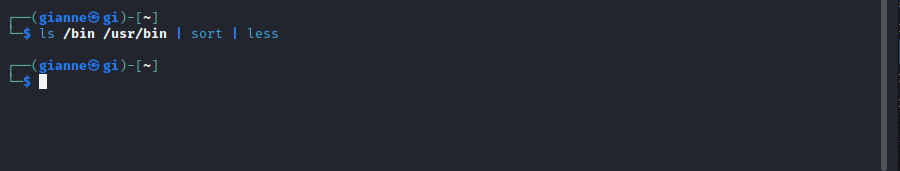 ┌──(gianne㉿gi)-[~]
└─$ ls /bin /usr/bin | sort | less
┌──(gianne㉿gi)-[~]
└─$